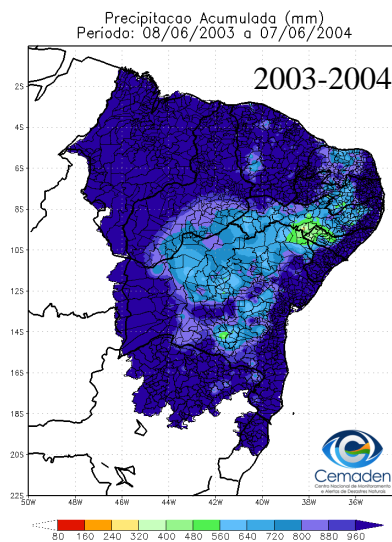 Precipitacao Acumulada (mm)
Período: 08/06/2003 a 07/06/2004
2003-2004
2S
4S
6S
8S
10S
12S
14S
16S
18S
20S
22S
50W 48W 46W 44W 42W 40W 38W 36W
Cemaden
Centro Nacional de Monitoramento
e Alertas de Desastres Naturais
80 160 240 320 400 480 560 640 720 800 880 960